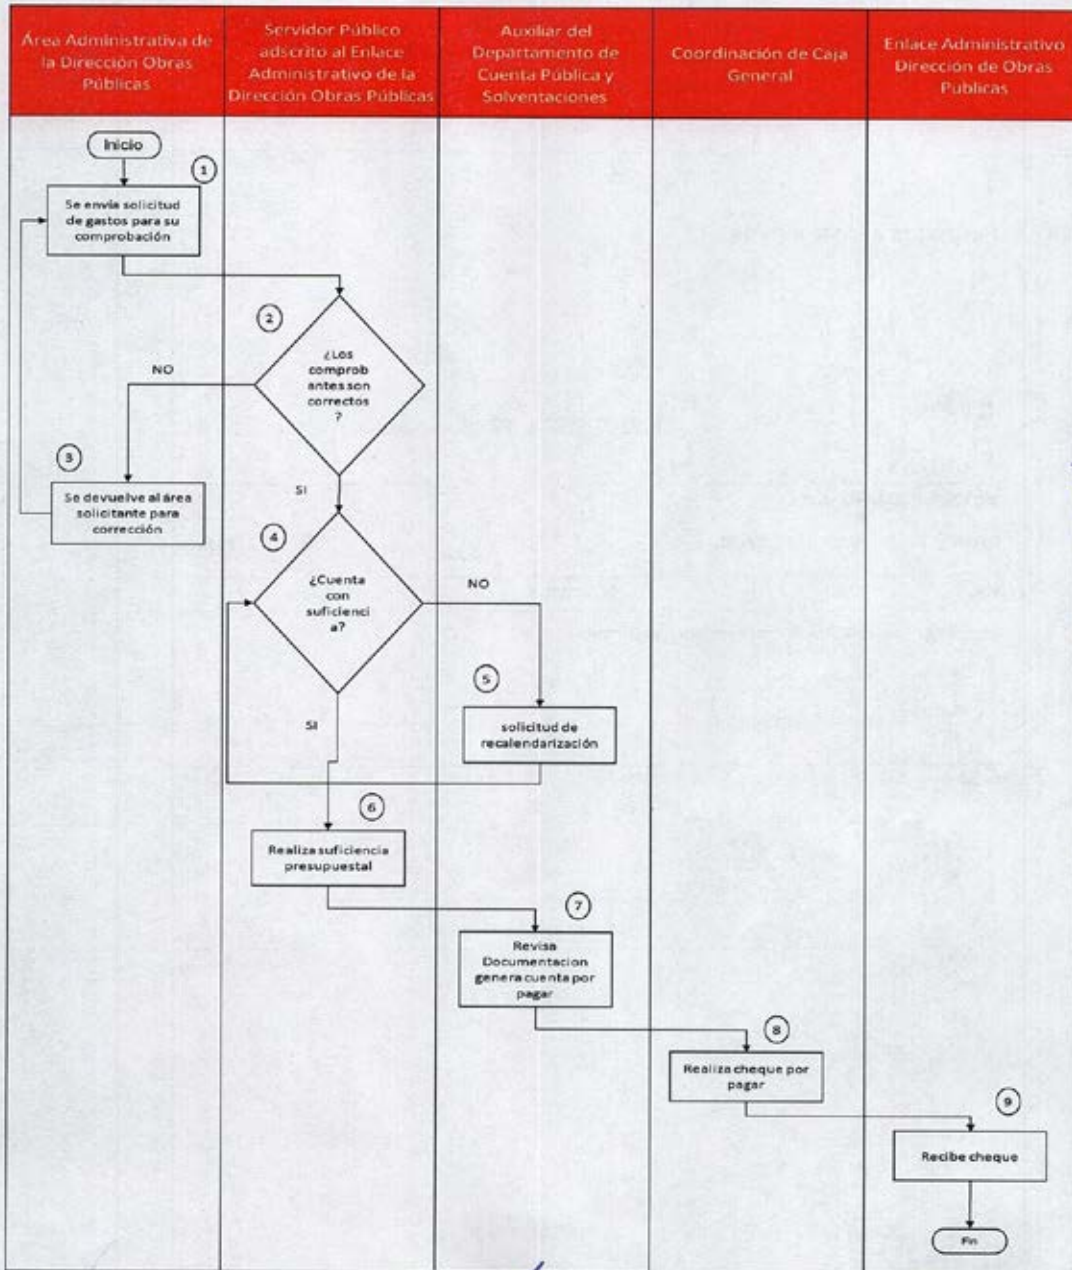 Área Administrativa de
la Dirección Obras
Públicas
Servidor Público
adscrito al Enlace
Administrativo de la
Dirección Obras Públicas
Auxiliar del
Departamento de
Cuenta Pública y
Solventaciones
Coordinación de Caja
General
Enlace Administrativo
Dirección de Obras
Publicas
Inicio
1
Se envía solicitud
de gastos para su
comprobación
2
¿Los
comprob
antes son
correctos
?
NO
3
Se devuelve al área
solicitante para
corrección
SI
4
¿Cuenta
con
suficienci
a?
NO
5
solicitud de
recalendarización
SI
6
Realiza suficiencia
presupuestal
7
Revisa
Documentacion
genera cuenta por
pagar
8
Realiza cheque por
pagar
9
Recibe cheque
Fin